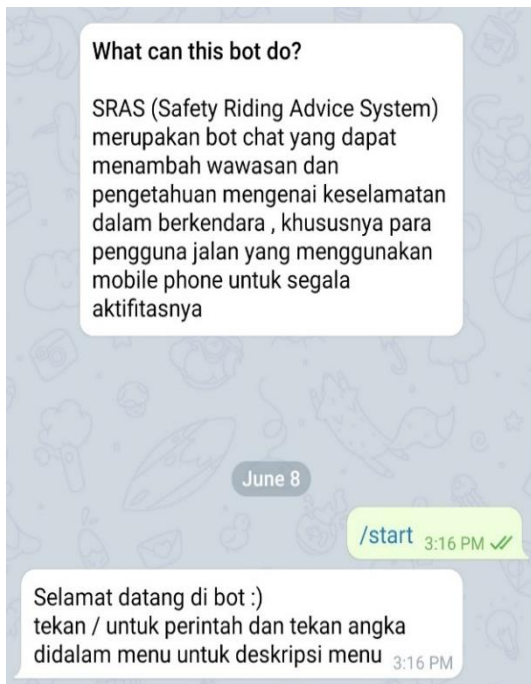 What can this bot do?
SRAS (Safety Riding Advice System)
merupakan bot chat yang dapat
menambah wawasan dan
pengetahuan mengenai keselamatan
dalam berkendara , khususnya para
pengguna jalan yang menggunakan
mobile phone untuk segala
aktifitasnya
June 8
/start 3:16 PM
Selamat datang di bot :)
tekan / untuk perintah dan tekan angka
didalam menu untuk deskripsi menu 3:16 PM